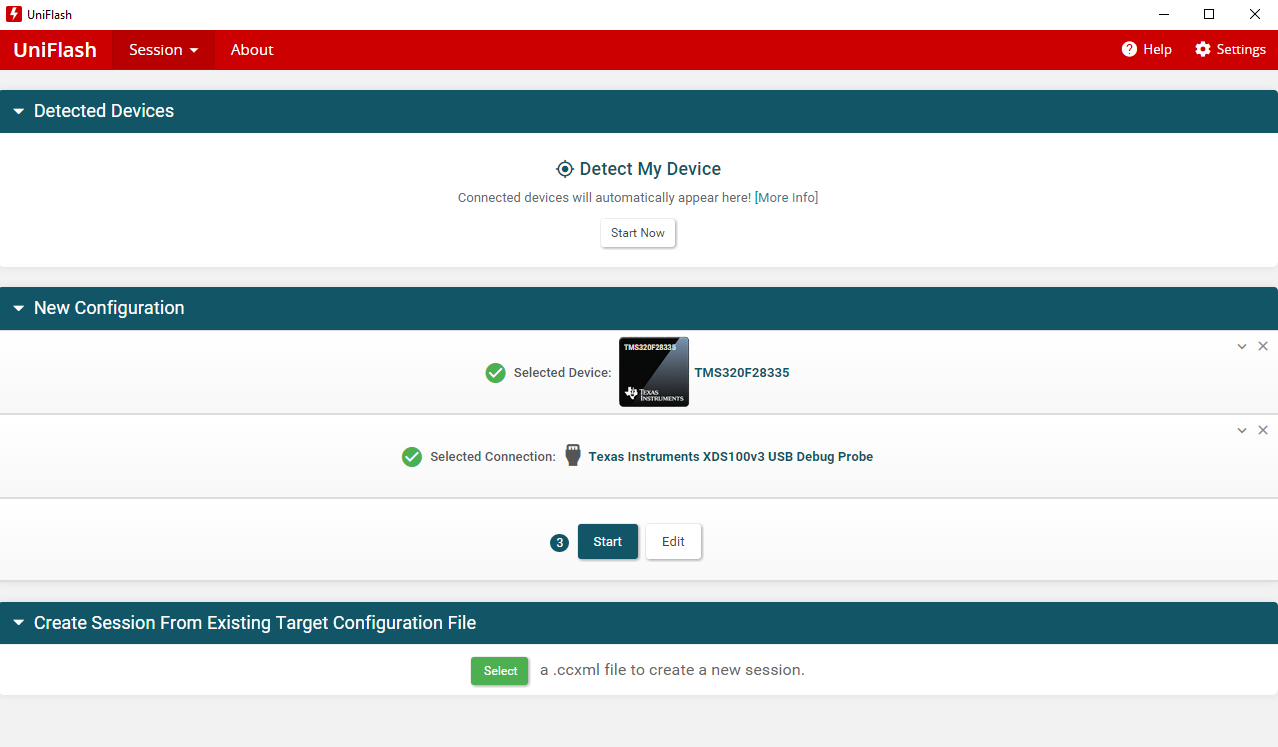 UniFlash
UniFlash Session About Help Settings
Detected Devices
Detect My Device
Connected devices will automatically appear here! [More Info]
Start Now
New Configuration
Selected Device: TMS320F28335 TEXAS INSTRUMENTS TMS320F28335
Selected Connection: Texas Instruments XDS100v3 USB Debug Probe
3 Start Edit
Create Session From Existing Target Configuration File
Select a .ccxml file to create a new session.